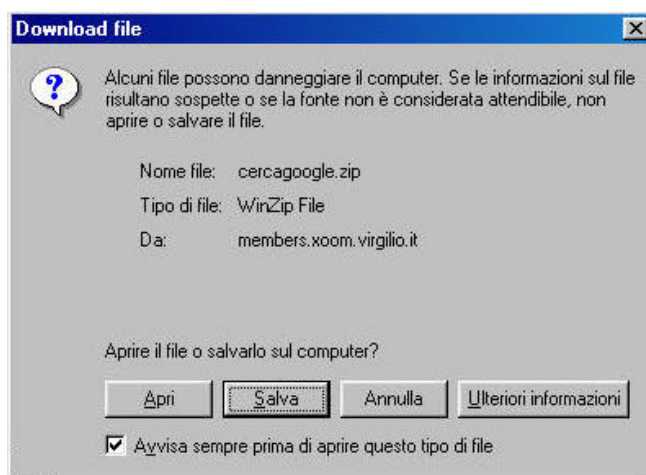 Download file
Alcuni file possono danneggiare il computer. Se le informazioni sul file
risultano sospette o se la fonte non è considerata attendibile, non
aprire o salvare il file.
Nome file: cercagoogle.zip
Tipo di file: WinZip File
Da: members.xoom.virgilio.it
Aprire il file o salvarlo sul computer?
Apri Salva Annulla Ulteriori informazioni
Avvisa sempre prima di aprire questo tipo di file